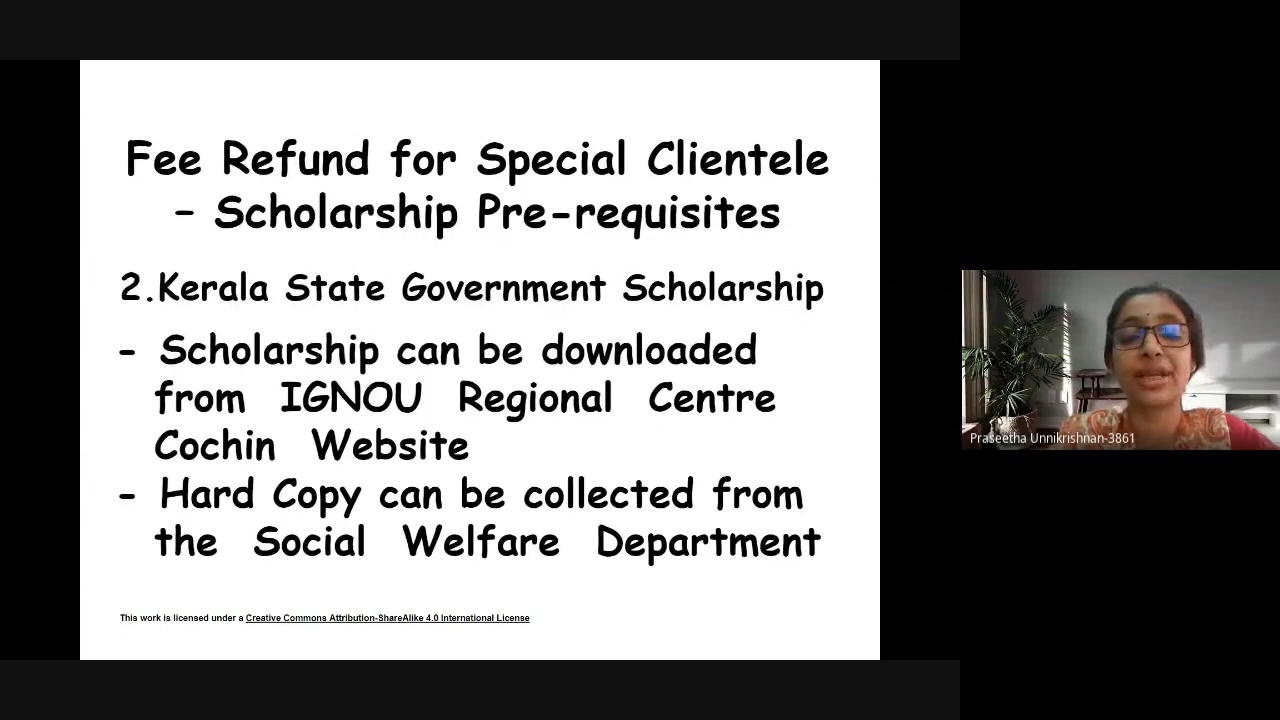 Fee Refund for Special Clientele
– Scholarship Pre-requisites
2.Kerala State Government Scholarship
- Scholarship can be downloaded
from IGNOU Regional Centre
Cochin Website
- Hard Copy can be collected from
the Social Welfare Department
This work is licensed under a Creative Commons Attribution-ShareAlike 4.0 International License
Praseetha Unnikrishnan-3861